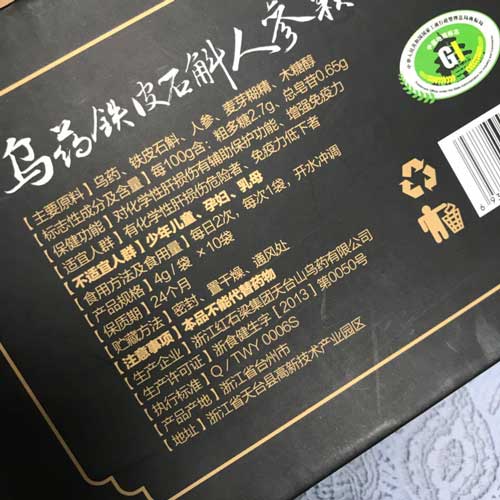 乌药铁皮石斛人参颗
【主要原料】乌药、铁皮石斛、人参、麦芽糊精、木糖醇
【标志性成分及含量】每100g含：粗多糖2.7g、总皂苷0.65g
【保健功能】对化学性肝损伤有辅助保护功能、增强免疫力
【适宜人群】有化学性肝损伤危险者、免疫力低下者
【不适宜人群】少年儿童、孕妇、乳母
【食用方法及食用量】每日2次，每次1袋，开水冲调
【产品规格】4g/袋×10袋
【保质期】24个月
【贮藏方法】密封、置干燥、通风处
【注意事项】本品不能代替药物
【生产企业】浙江红石梁集团天台山乌药有限公司
【生产许可证】浙食健生字【2013】第0050号
【执行标准】Q/TWY 0006S
【产品产地】浙江省台州市
【地址】浙江省天台县高新技术产业园区
GI
69